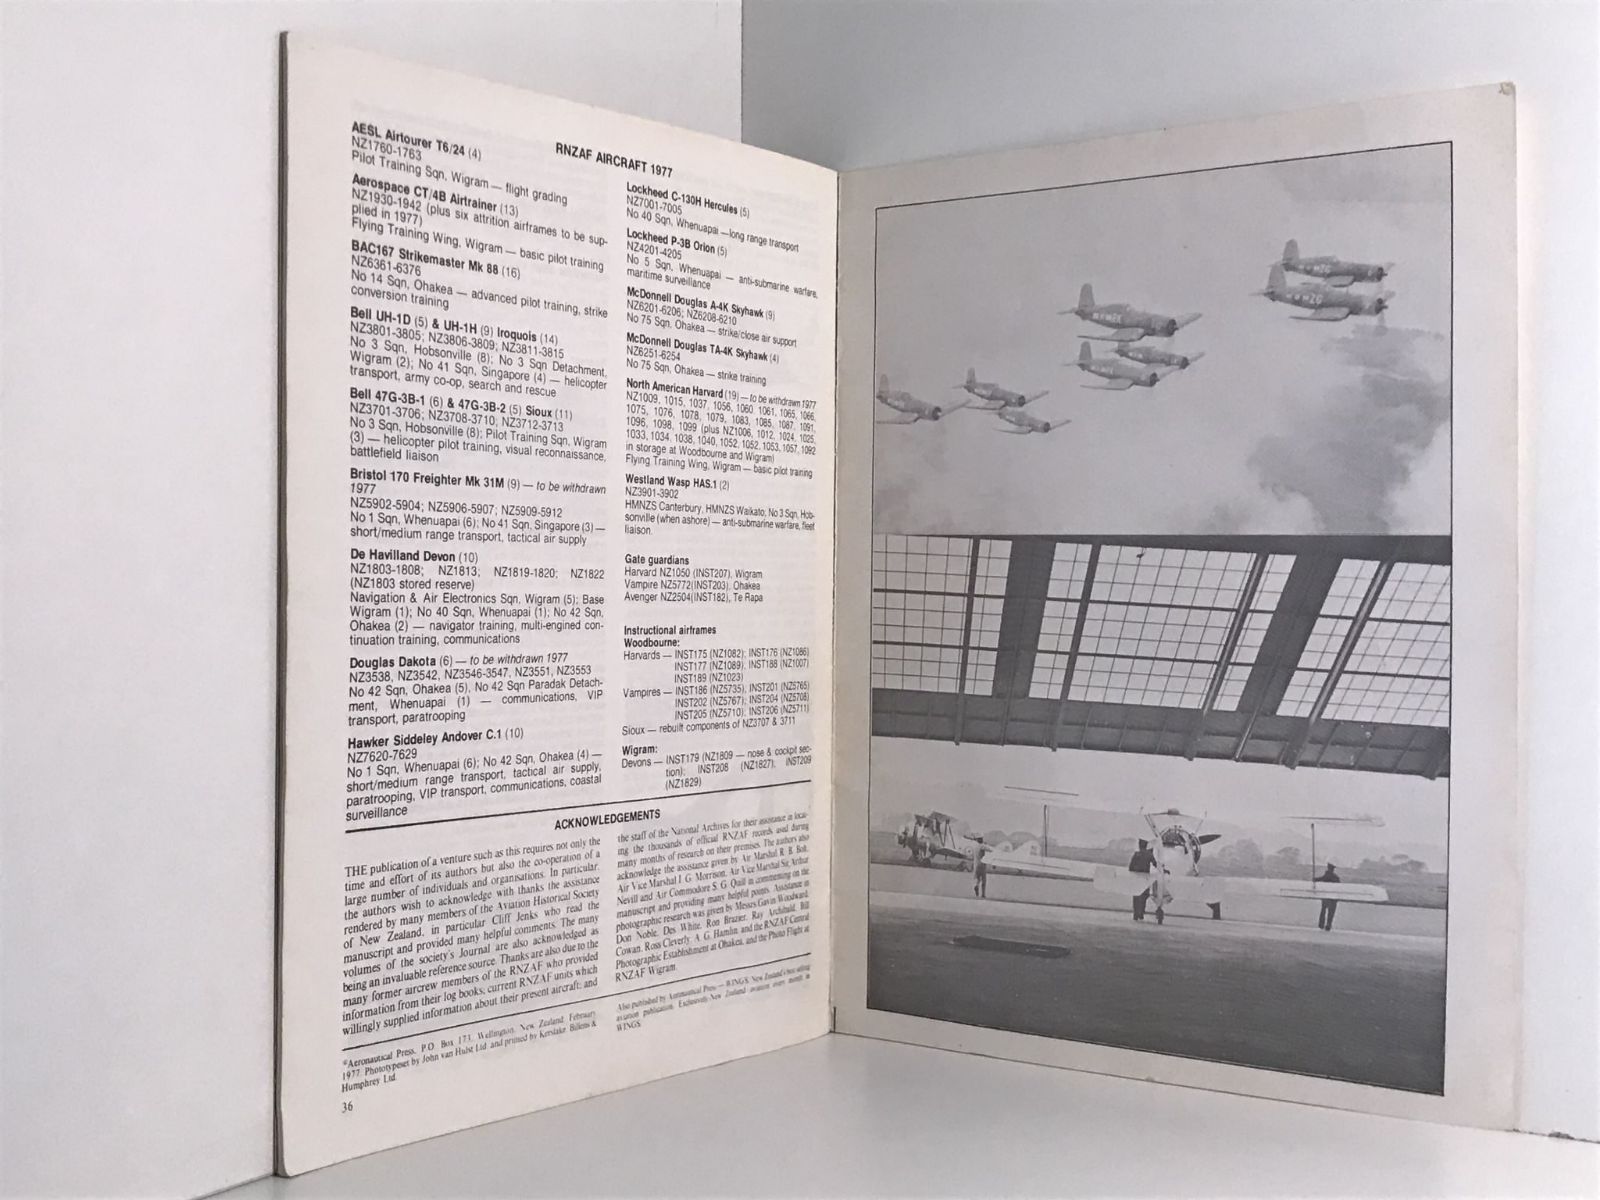 RNZAF AIRCRAFT 1977
AESL Airtourer T6/24 (4)
NZ1760-1763
Pilot Training Sqn, Wigram — flight grading
Aerospace CT/4B Airtrainer (13)
NZ1930-1942 (plus six attrition airframes to be sup-
plied in 1977)
Flying Training Wing, Wigram — basic pilot training
BAC167 Strikemaster Mk 88 (16)
NZ6361-6376
No 14 Sqn, Ohakea — advanced pilot training, strike
conversion training
Bell UH-1D (5) & UH-1H (9) Iroquois (14)
NZ3801-3805; NZ3806-3809; NZ3811-3815
No 3 Sqn, Hobsonville (8); No 3 Sqn Detachment,
Wigram (2); No 41 Sqn, Singapore (4) — helicopter
transport, army co-op, search and rescue
Bell 47G-3B-1 (6) & 47G-3B-2 (5) Sioux (11)
NZ3701-3706; NZ3708-3710; NZ3712-3713
No 3 Sqn, Hobsonville (8); Pilot Training Sqn, Wigram
(3) — helicopter pilot training, visual reconnaissance,
battlefield liaison
Bristol 170 Freighter Mk 31M (9) — to be withdrawn
1977
NZ5902-5904; NZ5906-5907; NZ5909-5912
No 1 Sqn, Whenuapai (6); No 41 Sqn, Singapore (3) —
short/medium range transport, tactical air supply
De Havilland Devon (10)
NZ1803-1808; NZ1813; NZ1819-1820; NZ1822
(NZ1803 stored reserve)
Navigation & Air Electronics Sqn, Wigram (5); Base
Wigram (1); No 40 Sqn, Whenuapai (1); No 42 Sqn,
Ohakea (2) — navigator training, multi-engined con-
tinuation training, communications
Douglas Dakota (6) — to be withdrawn 1977
NZ3538, NZ3542, NZ3546-3547, NZ3551, NZ3553
No 42 Sqn, Ohakea (5), No 42 Sqn Paradak Detach-
ment, Whenuapai (1) — communications, VIP
transport, paratrooping
Hawker Siddeley Andover C.1 (10)
NZ7620-7629
No 1 Sqn, Whenuapai (6); No 42 Sqn, Ohakea (4) —
short/medium range transport, tactical air supply,
paratrooping, VIP transport, communications, coastal
surveillance
Lockheed C-130H Hercules (5)
NZ7001-7005
No 40 Sqn, Whenuapai —long range transport
Lockheed P-3B Orion (5)
NZ4201-4205
No 5 Sqn, Whenuapai — anti-submarine warfare,
maritime surveillance
McDonnell Douglas A-4K Skyhawk (9)
NZ6201-6206; NZ6208-6210
No 75 Sqn, Ohakea — strike/close air support
McDonnell Douglas TA-4K Skyhawk (4)
NZ6251-6254
No 75 Sqn, Ohakea — strike training
North American Harvard (19) — to be withdrawn 1977
NZ1009, 1015, 1037, 1056, 1060 1061, 1065, 1066,
1075, 1076, 1078, 1079, 1083, 1085, 1087, 1091,
1096, 1098, 1099 (plus NZ1006, 1012, 1024, 1025,
1033, 1034, 1038, 1040, 1052, 1053, 1057, 1092
in storage at Woodbourne and Wigram)
Flying Training Wing, Wigram — basic pilot training
Westland Wasp HAS.1 (2)
NZ3901-3902
HMNZS Canterbury, HMNZS Waikato; No 3 Sqn, Hob-
sonville (when ashore) — anti-submarine warfare, fleet
liaison.
Gate guardians
Harvard NZ1050 (INST207), Wigram
Vampire NZ5772(INST203), Ohakea
Avenger NZ2504(INST182), Te Rapa
Instructional airframes
Woodbourne:
Harvards — INST175 (NZ1082); INST176 (NZ1086)
INST177 (NZ1089); INST188 (NZ1007)
INST189 (NZ1023)
Vampires — INST186 (NZ5735), INST201 (NZ5765)
INST202 (NZ5767); INST204 (NZ5708)
INST205 (NZ5710); INST206 (NZ5711)
Sioux — rebuilt components of NZ3707 & 3711
Wigram:
Devons — INST179 (NZ1809 — nose & cockpit sec-
tion); INST208 (NZ1827); INST209
(NZ1829)
ACKNOWLEDGEMENTS
THE publication of a venture such as this requires not only the
time and effort of its authors but also the co-operation of a
large number of individuals and organisations. In particular,
the authors wish to acknowledge with thanks the assistance
rendered by many members of the Aviation Historical Society
of New Zealand, in particular Cliff Jenks who read the
manuscript and provided many helpful comments. The many
volumes of the society's Journal are also acknowledged as
being an invaluable reference source. Thanks are also due to the
many former aircrew members of the RNZAF who provided
information from their log books; current RNZAF units which
willingly supplied information about their present aircraft; and
the staff of the National Archives for their assistance in locat-
ing the thousands of official RNZAF records used during
many months of research on their premises. The authors also
acknowledge the assistance given by Air Marshal R. B. Bolt,
Air Vice Marshal I. G. Morrison, Air Vice Marshal Sir Arthur
Nevill and Air Commodore S. G. Quill in commenting on the
manuscript and providing many helpful points. Assistance in
photographic research was given by Messrs Gavin Woodward,
Don Noble, Des White, Ron Brazier, Ray Archibald, Bill
Cowan, Ross Cleverly, A. G. Hamlin and the RNZAF Central
Photographic Establishment at Ohakea, and the Photo Flight at
RNZAF Wigram.
©Aeronautical Press, P.O. Box 173, Wellington, New Zealand. February
1977. Phototypeset by John van Hulst Ltd. and printed by Kerslake, Billens &
Humphrey Ltd.
Also published by Aeronautical Press — WINGS, New Zealand's best selling
aviation publication. Exclusively New Zealand aviation every month in
WINGS.
36